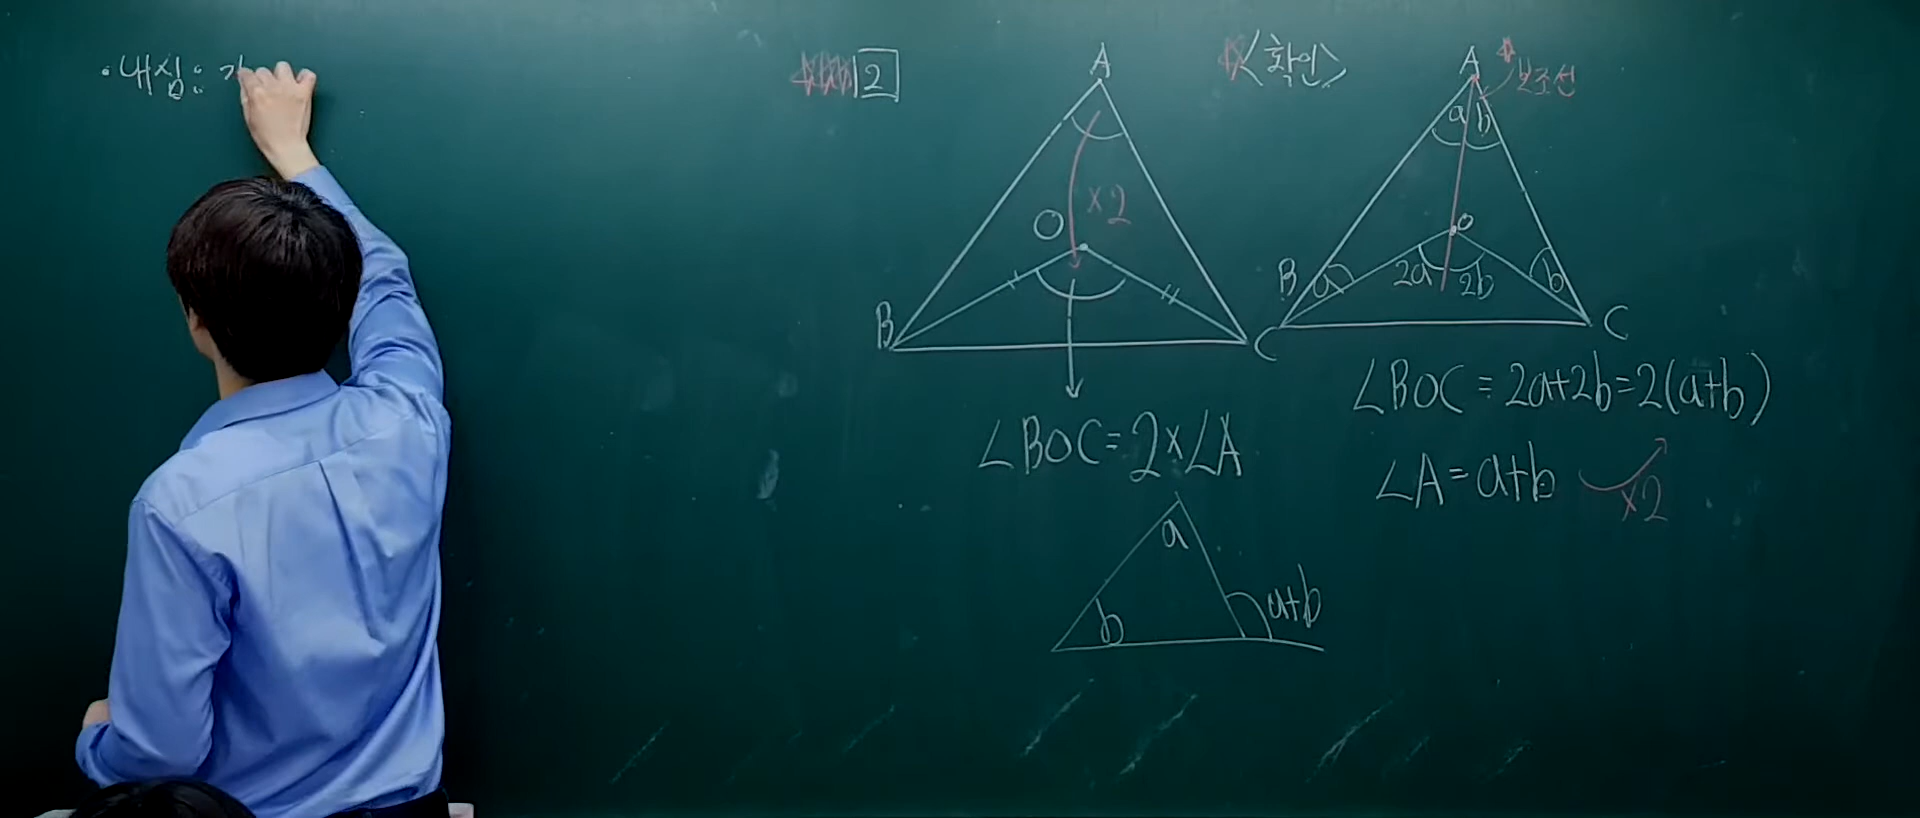 · 내심:
2
A
×2
O
B
C
∠BOC=2×∠A
a
b
a+b
<확인>
A
보조선
a b
O
B a
2a 2b
b
C
∠BOC=2a+2b=2(a+b)
∠A=a+b
×2